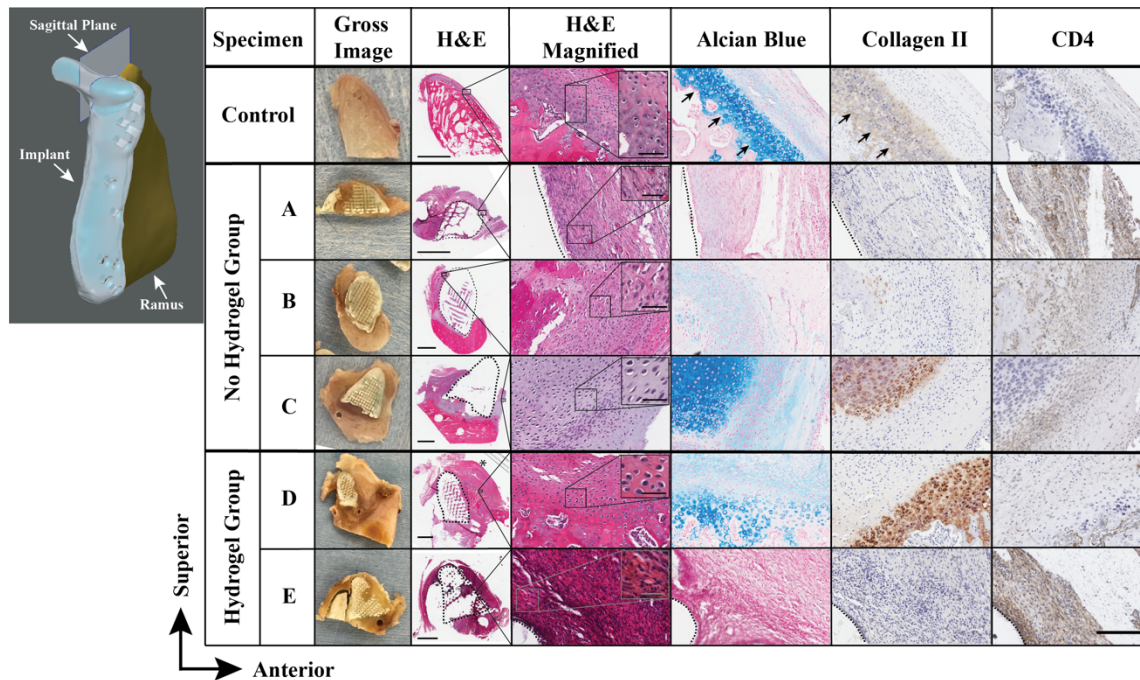 Sagittal Plane
Implant
Ramus
Specimen
Gross
Image
H&E
H&E
Magnified
Alcian Blue
Collagen II
CD4
Control
No Hydrogel Group
A
B
C
Hydrogel Group
D
*
E
Superior
Anterior